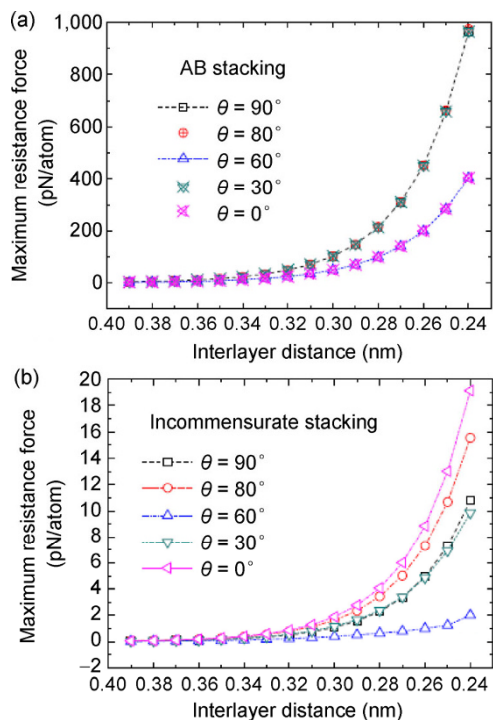 (a)
1,000
800
600
400
200
0
Maximum resistance force
(pN/atom)
AB stacking
θ = 90°
θ = 80°
θ = 60°
θ = 30°
θ = 0°
0.40 0.38 0.36 0.34 0.32 0.30 0.28 0.26 0.24
Interlayer distance (nm)
(b)
20
18
16
14
12
10
8
6
4
2
0
−2
Maximum resistance force
(pN/atom)
Incommensurate stacking
θ = 90°
θ = 80°
θ = 60°
θ = 30°
θ = 0°
0.40 0.38 0.36 0.34 0.32 0.30 0.28 0.26 0.24
Interlayer distance (nm)